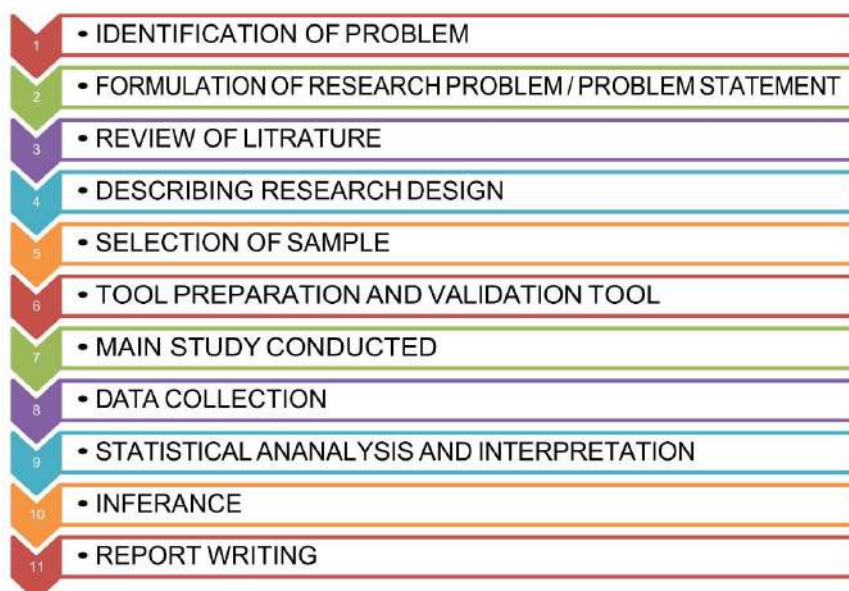 1
• IDENTIFICATION OF PROBLEM
2
• FORMULATION OF RESEARCH PROBLEM / PROBLEM STATEMENT
3
• REVIEW OF LITRATURE
4
• DESCRIBING RESEARCH DESIGN
5
• SELECTION OF SAMPLE
6
• TOOL PREPARATION AND VALIDATION TOOL
7
• MAIN STUDY CONDUCTED
8
• DATA COLLECTION
9
• STATISTICAL ANANALYSIS AND INTERPRETATION
10
• INFERANCE
11
• REPORT WRITING